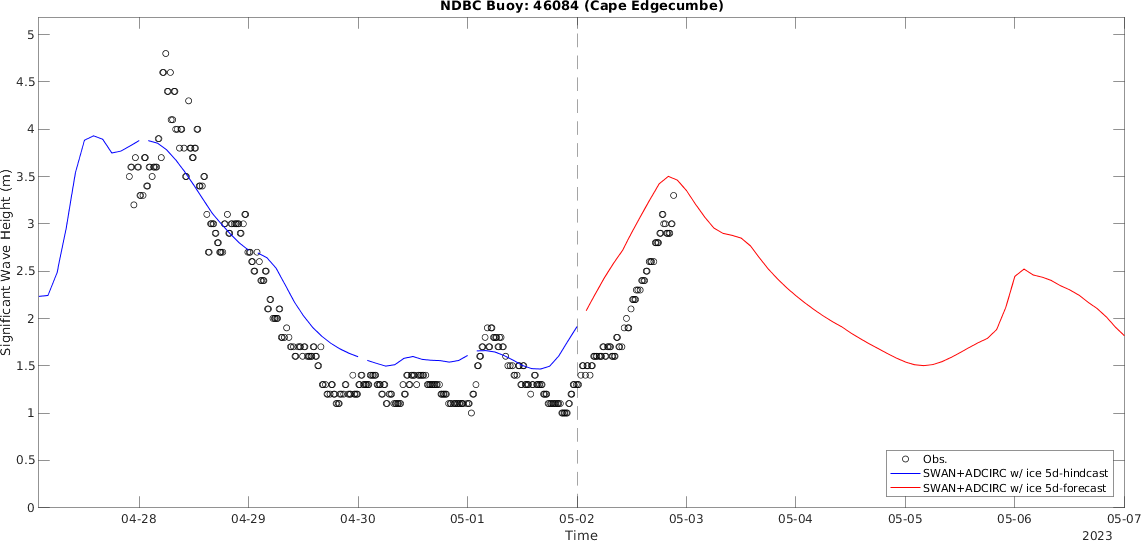 NDBC Buoy: 46084 (Cape Edgecumbe)
5
4.5
4
3.5
3
2.5
2
1.5
1
0.5
0
Significant Wave Height (m)
Obs.
SWAN+ADCIRC w/ ice 5d-hindcast
SWAN+ADCIRC w/ ice 5d-forecast
04-28 04-29 04-30 05-01 05-02 05-03 05-04 05-05 05-06 05-07
Time
2023